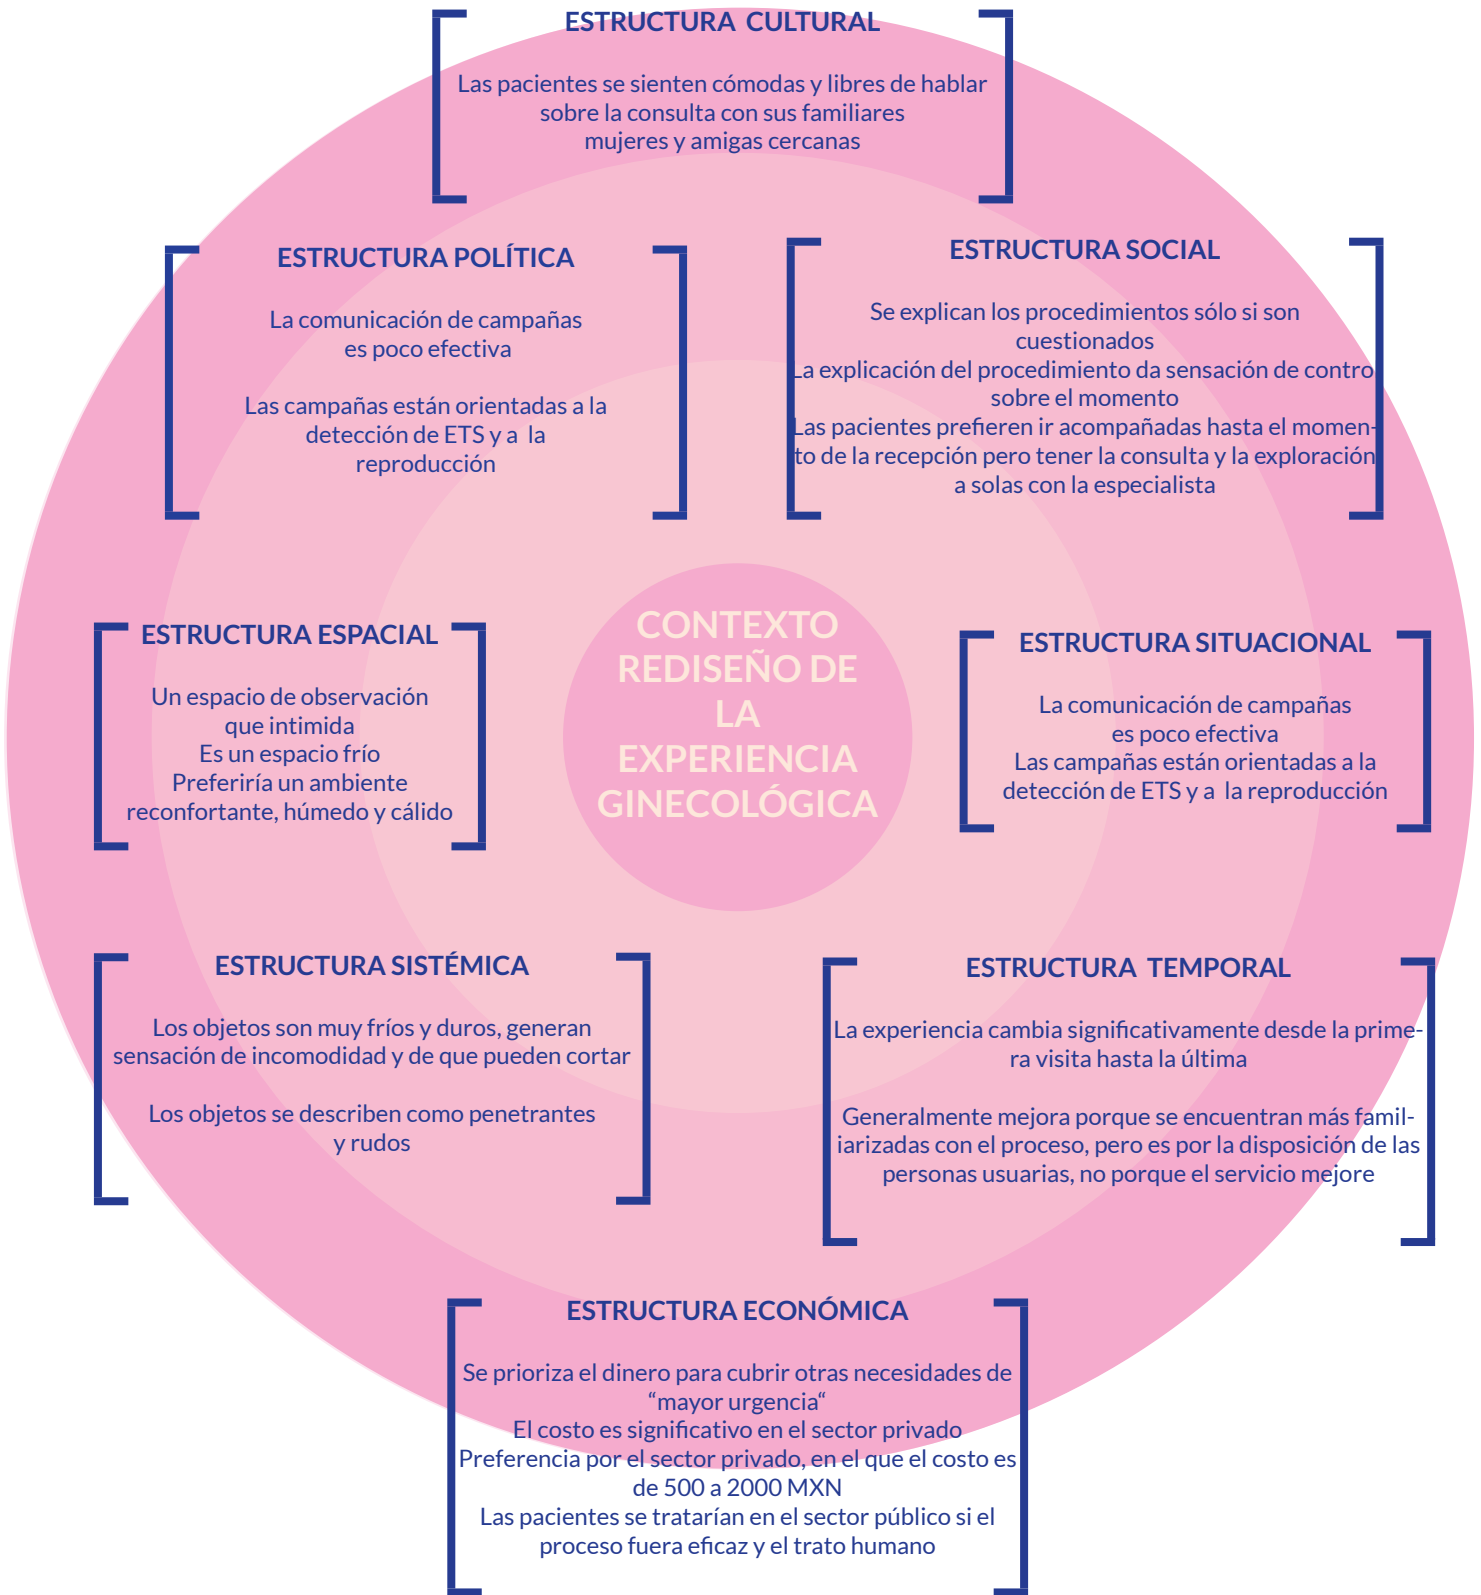 ESTRUCTURA CULTURAL
Las pacientes se sienten cómodas y libres de hablar
sobre la consulta con sus familiares
mujeres y amigas cercanas
ESTRUCTURA POLÍTICA
La comunicación de campañas
es poco efectiva
Las campañas están orientadas a la
detección de ETS y a la
reproducción
ESTRUCTURA SOCIAL
Se explican los procedimientos sólo si son
cuestionados
La explicación del procedimiento da sensación de contro
sobre el momento
Las pacientes prefieren ir acompañadas hasta el momen-
to de la recepción pero tener la consulta y la exploración
a solas con la especialista
ESTRUCTURA ESPACIAL
Un espacio de observación
que intimida
Es un espacio frío
Preferiría un ambiente
reconfortante, húmedo y cálido
CONTEXTO
REDISEÑO DE
LA
EXPERIENCIA
GINECOLÓGICA
ESTRUCTURA SITUACIONAL
La comunicación de campañas
es poco efectiva
Las campañas están orientadas a la
detección de ETS y a la reproducción
ESTRUCTURA SISTÉMICA
Los objetos son muy fríos y duros, generan
sensación de incomodidad y de que pueden cortar
Los objetos se describen como penetrantes
y rudos
ESTRUCTURA TEMPORAL
La experiencia cambia significativamente desde la prime-
ra visita hasta la última
Generalmente mejora porque se encuentran más famil-
iarizadas con el proceso, pero es por la disposición de las
personas usuarias, no porque el servicio mejore
ESTRUCTURA ECONÓMICA
Se prioriza el dinero para cubrir otras necesidades de
“mayor urgencia“
El costo es significativo en el sector privado
Preferencia por el sector privado, en el que el costo es
de 500 a 2000 MXN
Las pacientes se tratarían en el sector público si el
proceso fuera eficaz y el trato humano